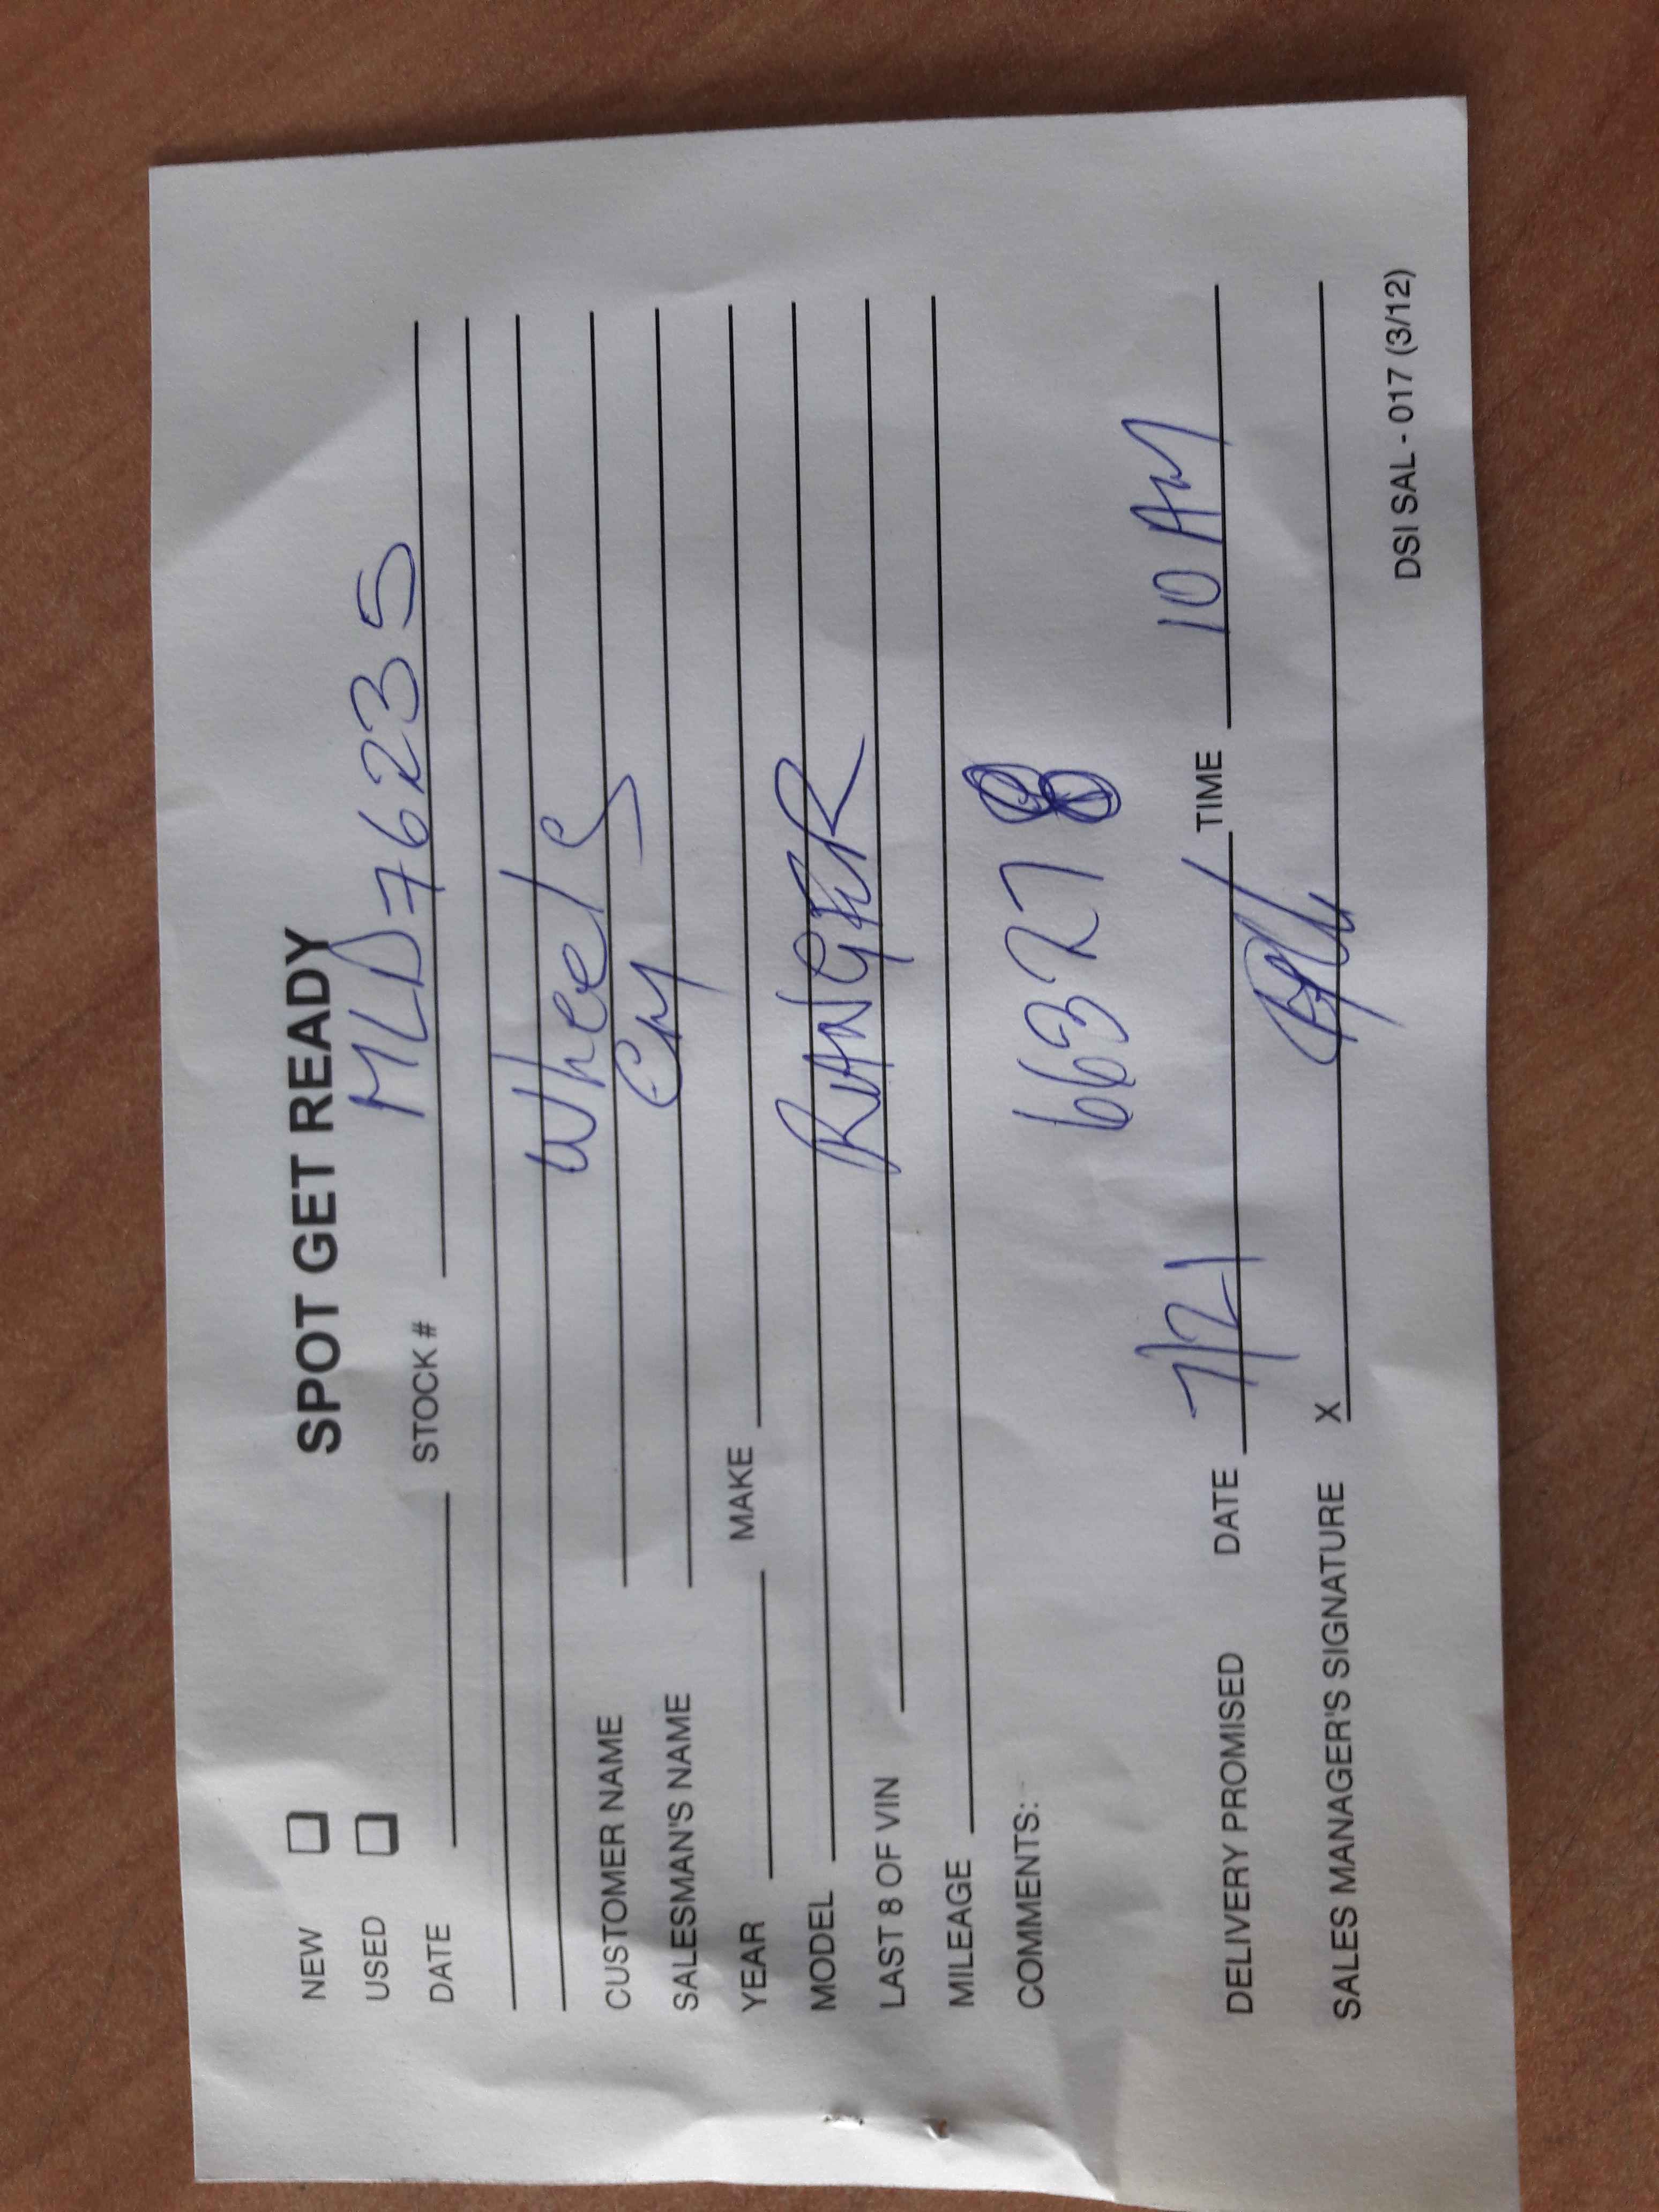 SPOT GET READY
NEW
USED
DATE STOCK # MLD76235
Wheels
CUSTOMER NAME
SALESMAN'S NAME
YEAR MAKE
MODEL RANGER
LAST 8 OF VIN
MILEAGE
COMMENTS: 663278
DELIVERY PROMISED DATE 7/21 TIME 10 AM
SALES MANAGER'S SIGNATURE X
DSI SAL - 017 (3/12)